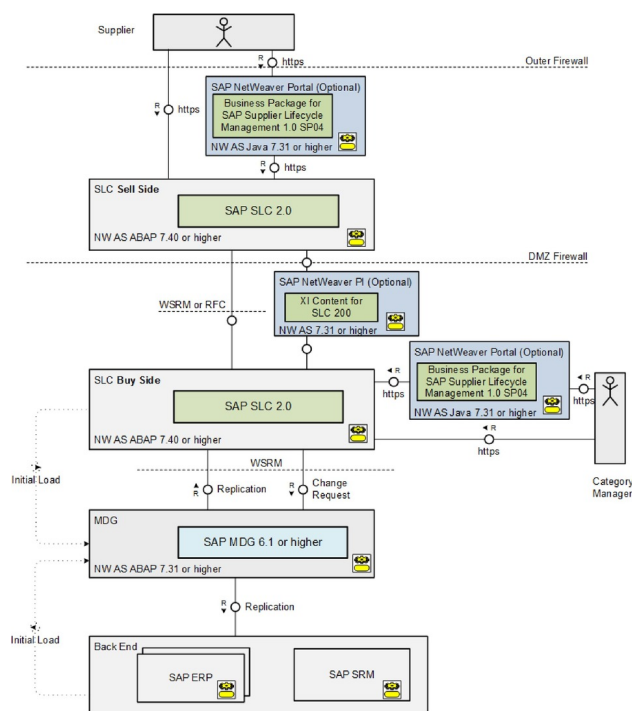 Supplier
Outer Firewall
R
https
R
https
SAP NetWeaver Portal (Optional)
Business Package for
SAP Supplier Lifecycle
Management 1.0 SP04
NW AS Java 7.31 or higher
R
https
SLC Sell Side
SAP SLC 2.0
NW AS ABAP 7.40 or higher
DMZ Firewall
SAP NetWeaver PI (Optional)
XI Content for
SLC 200
NW AS 7.31 or higher
WSRM or RFC
SLC Buy Side
SAP SLC 2.0
NW AS ABAP 7.40 or higher
R
https
SAP NetWeaver Portal (Optional)
Business Package for
SAP Supplier Lifecycle
Management 1.0 SP04
NW AS Java 7.31 or higher
R
https
R
https
Category
Manager
WSRM
R
Replication
R
Change
Request
Initial Load
MDG
SAP MDG 6.1 or higher
NW AS ABAP 7.31 or higher
R
Replication
Initial Load
Back End
SAP ERP
SAP SRM